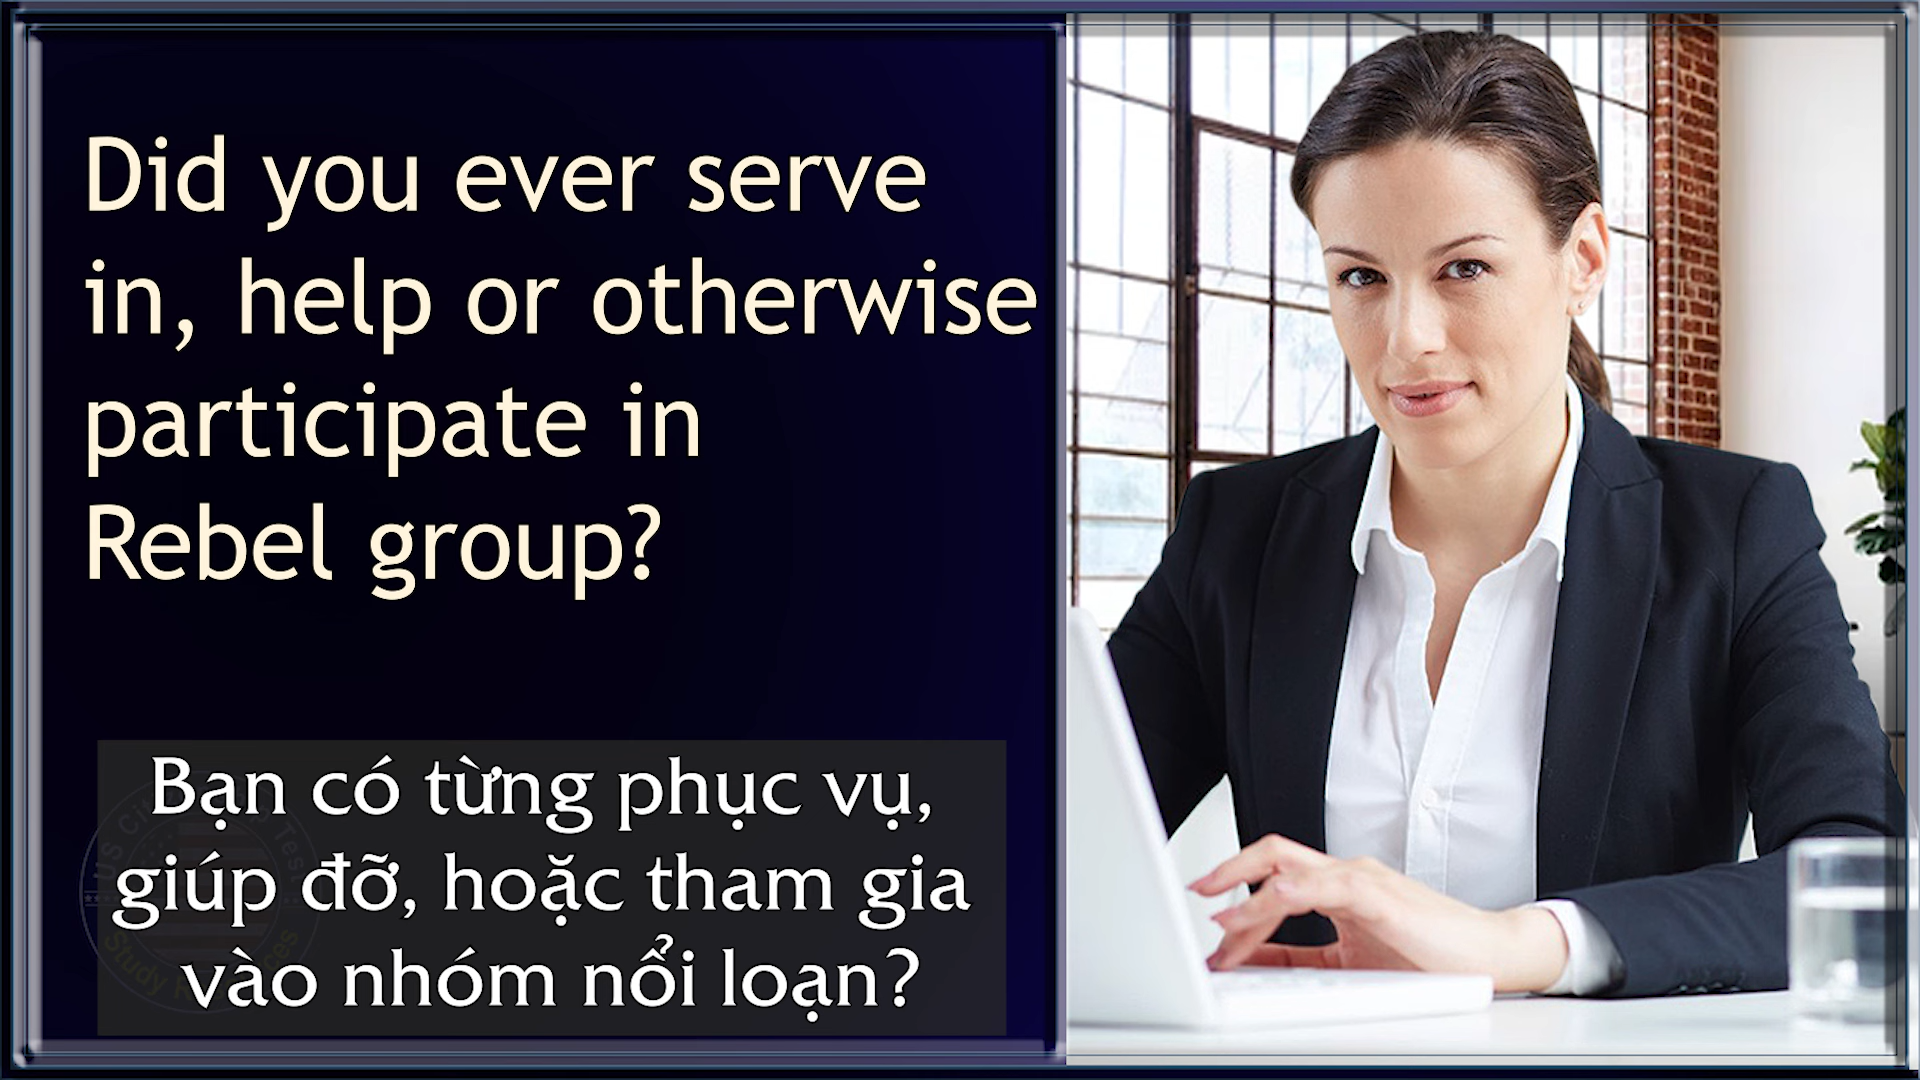 Did you ever serve
in, help or otherwise
participate in
Rebel group?
Bạn có từng phục vụ,
giúp đỡ, hoặc tham gia
vào nhóm nổi loạn?